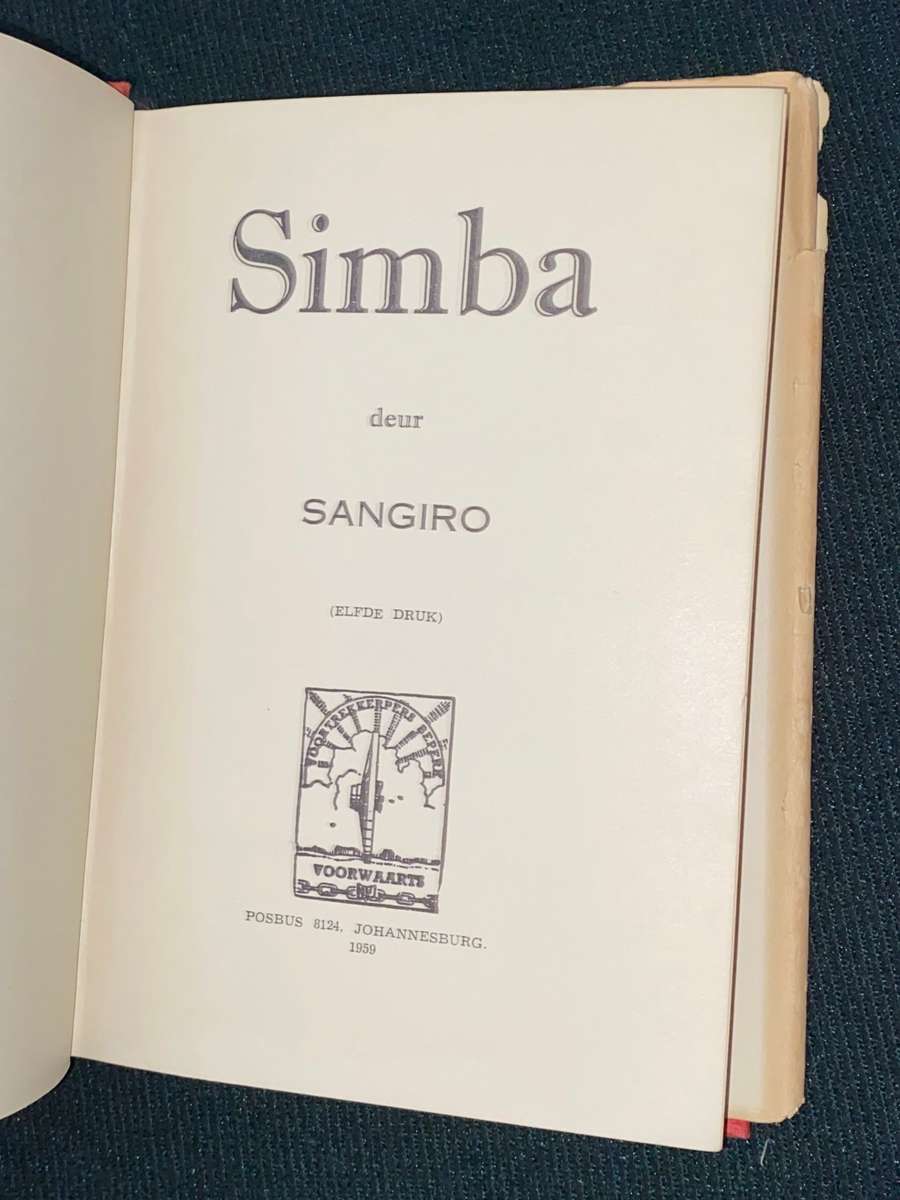 Simba
deur
SANGIRO
(ELFDE DRUK)
VOORTREKKERPERS BEPERK
VOORWAARTS
POSBUS 8124, JOHANNESBURG.
1959